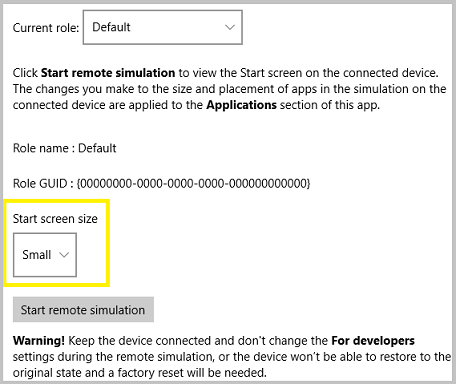 Current role: Default
Click Start remote simulation to view the Start screen on the connected device.
The changes you make to the size and placement of apps in the simulation on the
connected device are applied to the Applications section of this app.
Role name : Default
Role GUID : {00000000-0000-0000-0000-000000000000}
Start screen size
Small
Start remote simulation
Warning! Keep the device connected and don't change the For developers
settings during the remote simulation, or the device won't be able to restore to the
original state and a factory reset will be needed.